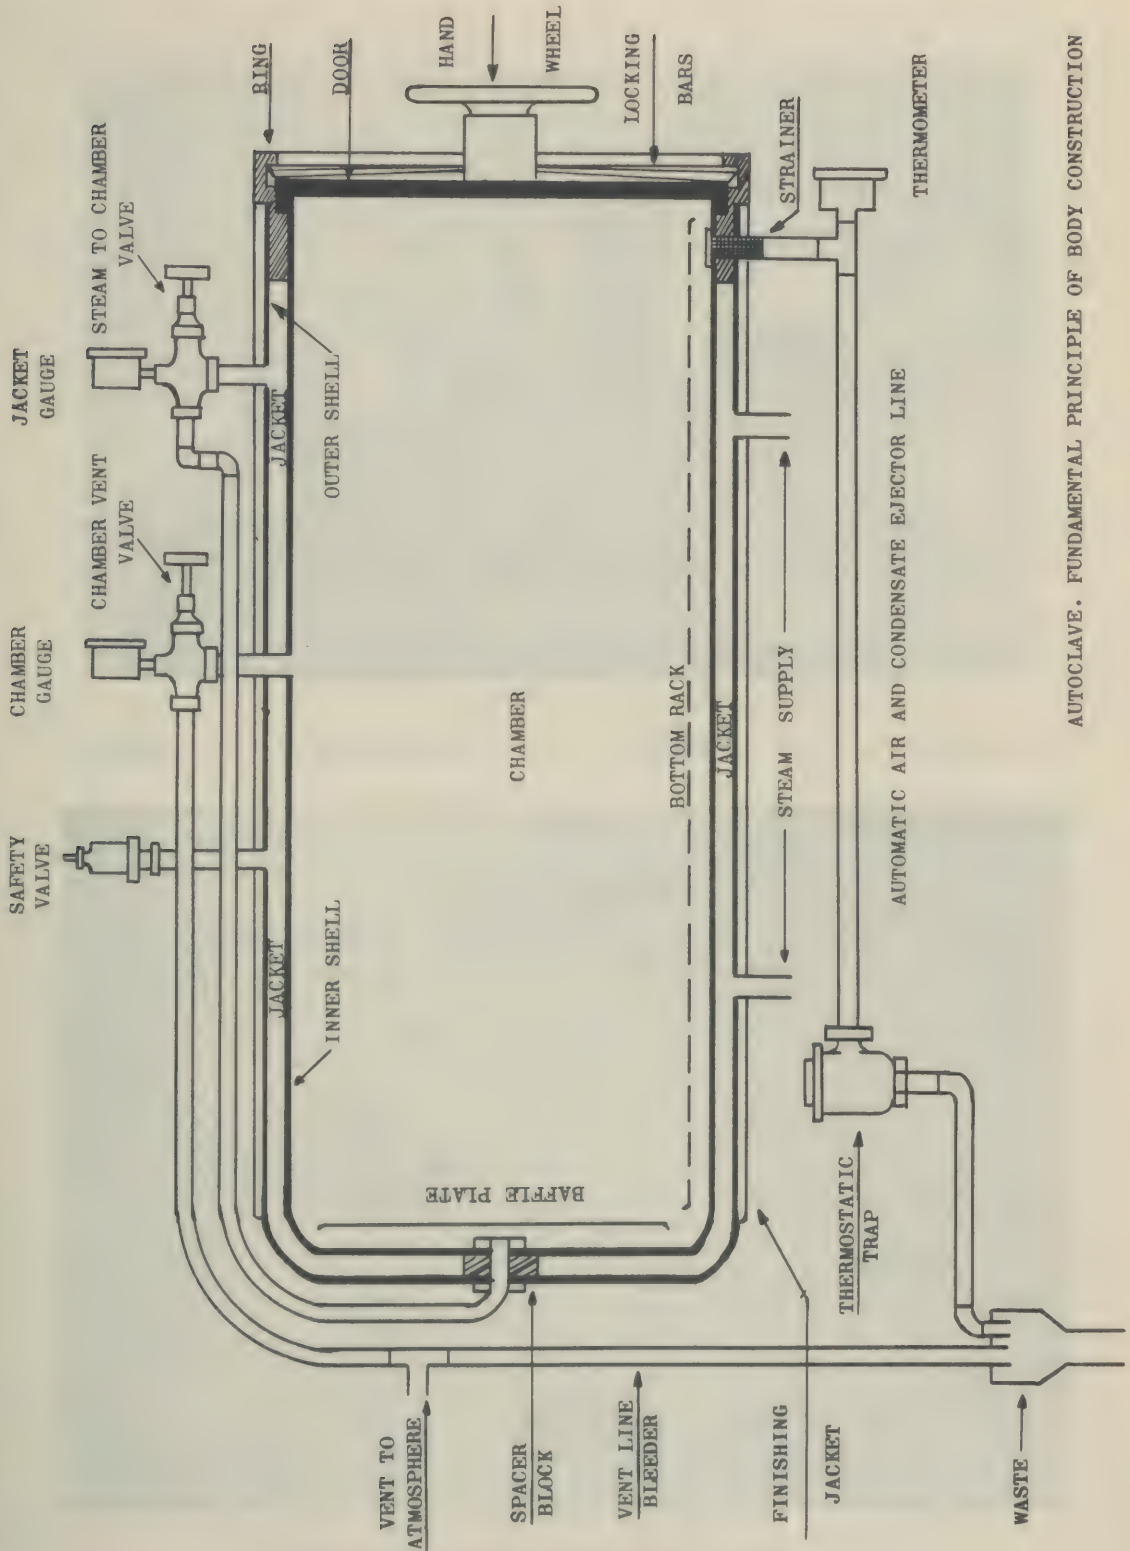 SAFETY
VALVE
CHAMBER
GAUGE
JACKET
GAUGE
CHAMBER VENT
VALVE
STEAM TO CHAMBER
VALVE
RING
DOOR
HAND
WHEEL
LOCKING
BARS
JACKET
JACKET
OUTER SHELL
INNER SHELL
BAFFLE PLATE
CHAMBER
BOTTOM RACK
JACKET
STRAINER
THERMOMETER
STEAM SUPPLY
AUTOMATIC AIR AND CONDENSATE EJECTOR LINE
VENT TO
ATMOSPHERE
SPACER
BLOCK
VENT LINE
BLEEDER
FINISHING
JACKET
THERMOSTATIC
TRAP
WASTE
AUTOCLAVE. FUNDAMENTAL PRINCIPLE OF BODY CONSTRUCTION